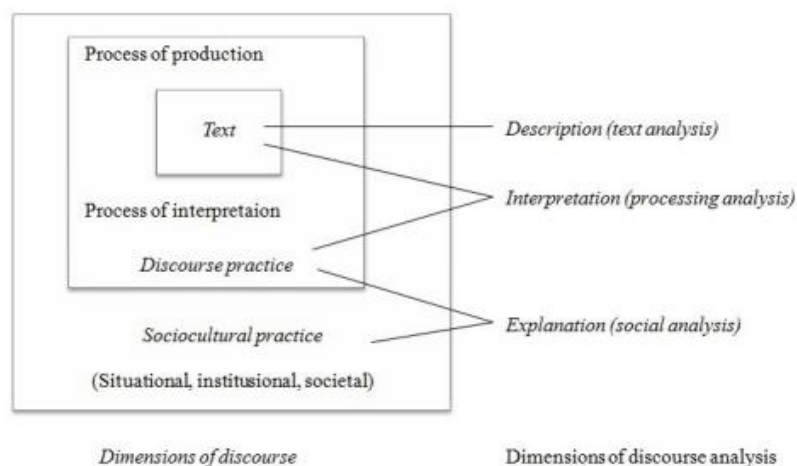 Process of production
Text
Description (text analysis)
Process of interpretaion
Interpretation (processing analysis)
Discourse practice
Sociocultural practice
Explanation (social analysis)
(Situational, institusional, societal)
Dimensions of discourse
Dimensions of discourse analysis